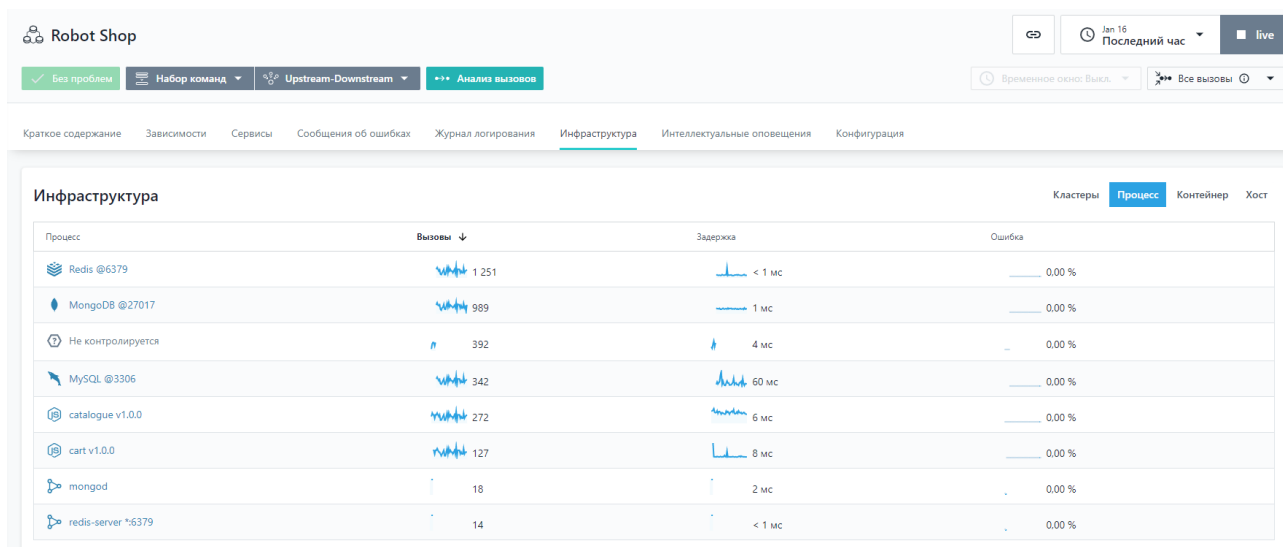 Robot Shop
Jan 16
Последний час
live
Без проблем
Набор команд
Upstream-Downstream
Анализ вызовов
Временное окно: Выкл.
Все вызовы
Краткое содержание Зависимости Сервисы Сообщения об ошибках Журнал логирования Инфраструктура Интеллектуальные оповещения Конфигурация
Инфраструктура
Кластеры Процесс Контейнер Хост
Процесс Вызовы Задержка Ошибка
Redis @6379 1 251 < 1 мс 0,00 %
MongoDB @27017 989 1 мс 0,00 %
Не контролируется 392 4 мс 0,00 %
MySQL @3306 342 60 мс 0,00 %
catalogue v1.0.0 272 6 мс 0,00 %
cart v1.0.0 127 8 мс 0,00 %
mongod 18 2 мс 0,00 %
redis-server *:6379 14 < 1 мс 0,00 %